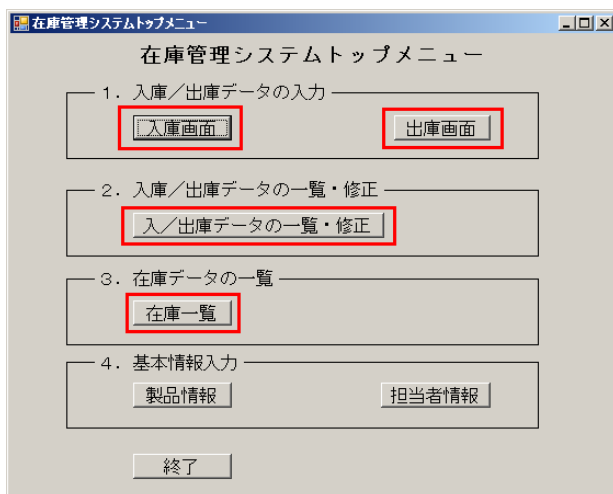 在庫管理システムトップメニュー
在庫管理システムトップメニュー
1．入庫／出庫データの入力
入庫画面 出庫画面
2．入庫／出庫データの一覧・修正
入／出庫データの一覧・修正
3．在庫データの一覧
在庫一覧
4．基本情報入力
製品情報 担当者情報
終了